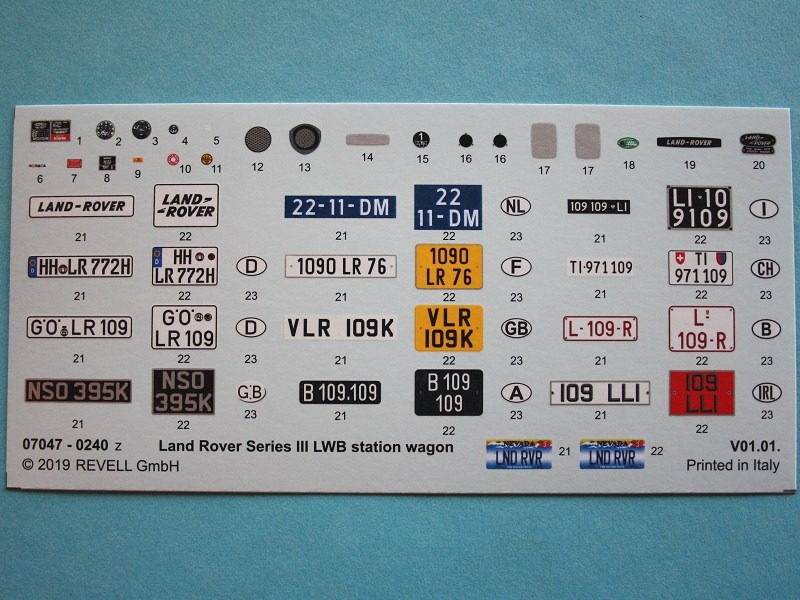 1 2 3 4 5 12 13 14 15 16 16 17 17 18 19 20
1
LAND-ROVER
6 7 8 9 10 11
LAND-ROVER 21
LAND-ROVER 22
22-11-DM 21
22 11-DM 22
NL 23
109 109 LI 21
LI 10 9109 22
I 23
D HH LR 772H 21
D HH LR 772H 22
D 23
1090 LR 76 21
1090 LR 76 22
F 23
TI·971109 21
TI 971109 22
CH 23
GÖ LR 109 21
GÖ LR 109 22
D 23
VLR 109K 21
VLR 109K 22
GB 23
L-109-R 21
L- 109-R 22
B 23
NSO 395K 21
NSO 395K 22
GB 23
B 109.109 21
B 109 109 22
A 23
109 LLI 21
109 LLI 22
IRL 23
07047 - 0240 z Land Rover Series III LWB station wagon
NEVADA LND RVR 21
NEVADA LND RVR 22
V01.01.
© 2019 REVELL GmbH
Printed in Italy